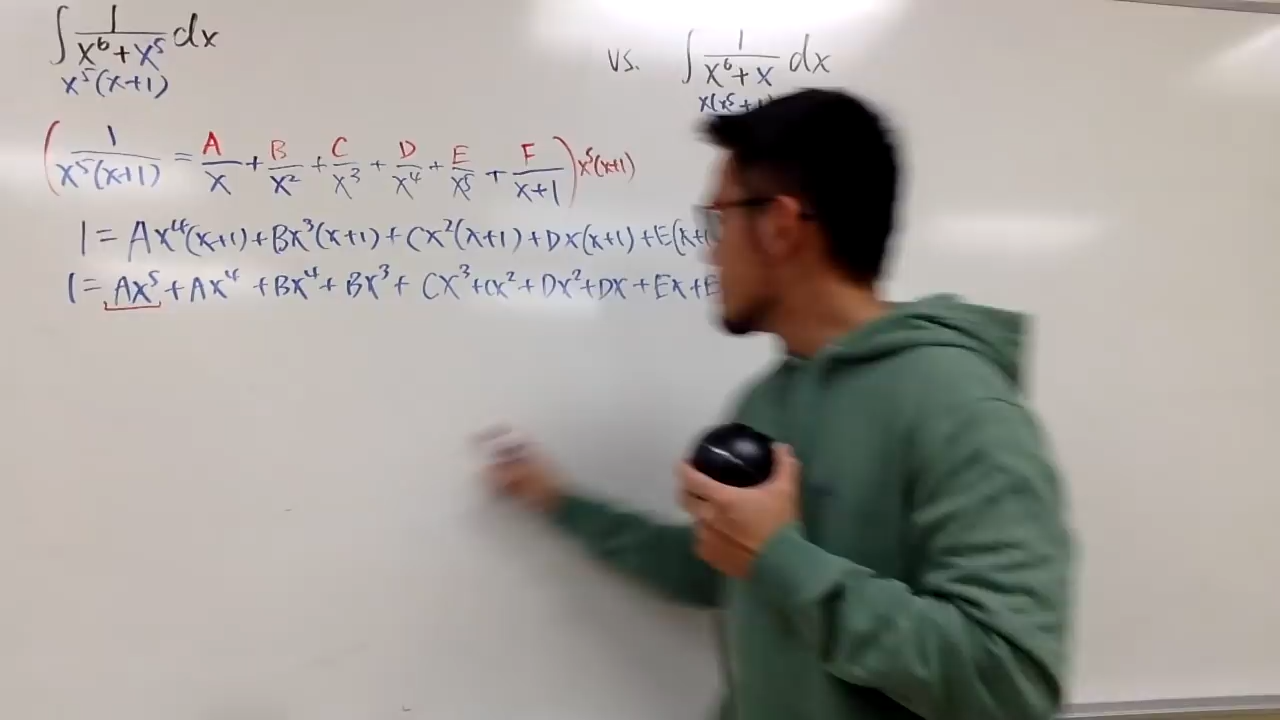 ∫ 1/(x⁶ + x⁵) dx
x⁵(x+1)
vs. ∫ 1/(x⁶ + x) dx
x(x⁵ +
( 1/(x⁵(x+1)) = A/x + B/x² + C/x³ + D/x⁴ + E/x⁵ + F/(x+1) ) x⁵(x+1)
1 = Ax⁴(x+1) + Bx³(x+1) + Cx²(x+1) + Dx(x+1) + E(x+
1 = Ax⁵ + Ax⁴ + Bx⁴ + Bx³ + Cx³ + Cx² + Dx² + Dx + Ex + E